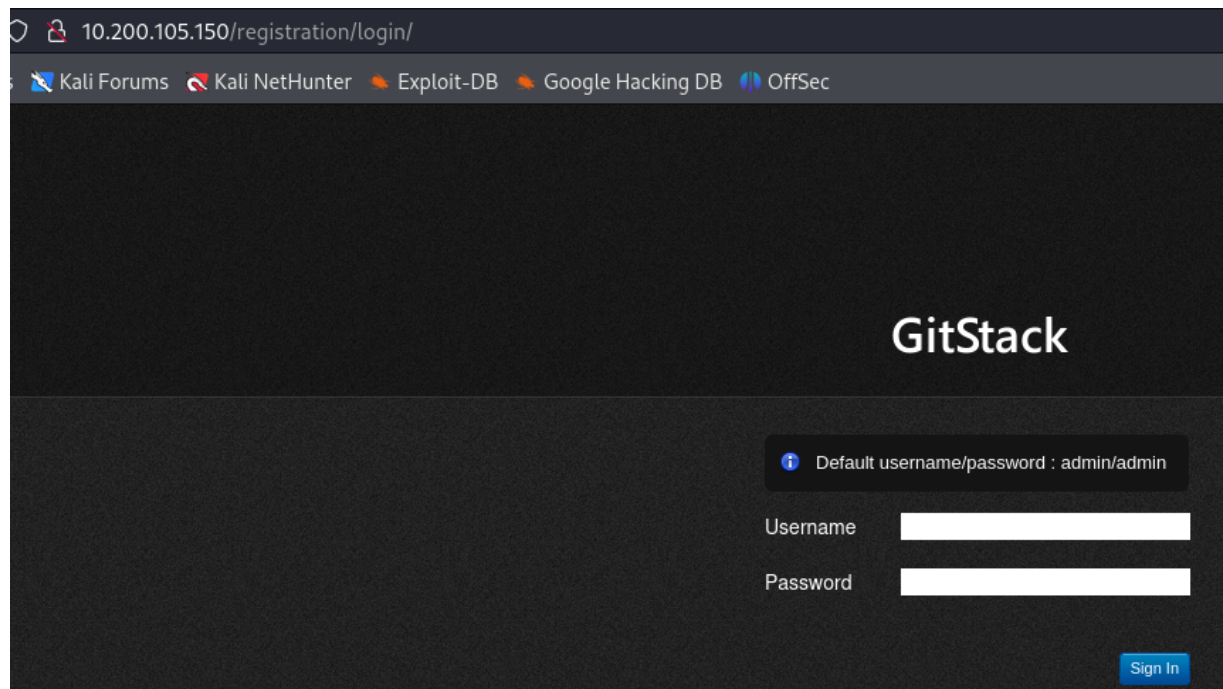 10.200.105.150/registration/login/
Kali Forums Kali NetHunter Exploit-DB Google Hacking DB OffSec
GitStack
Default username/password : admin/admin
Username
Password
Sign In